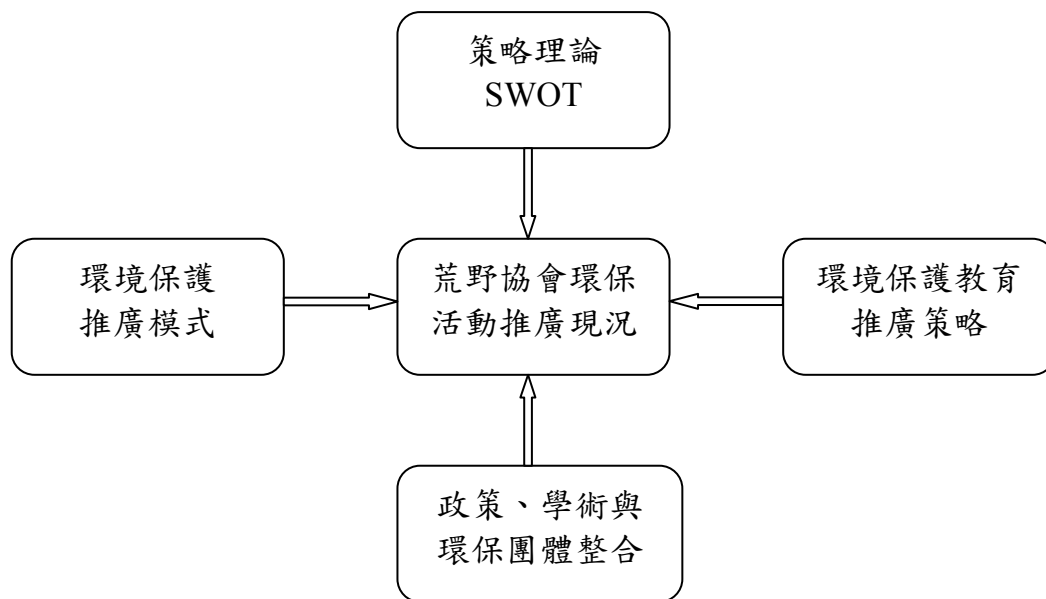 策略理論
SWOT
環境保護
推廣模式
荒野協會環保
活動推廣現況
環境保護教育
推廣策略
政策、學術與
環保團體整合